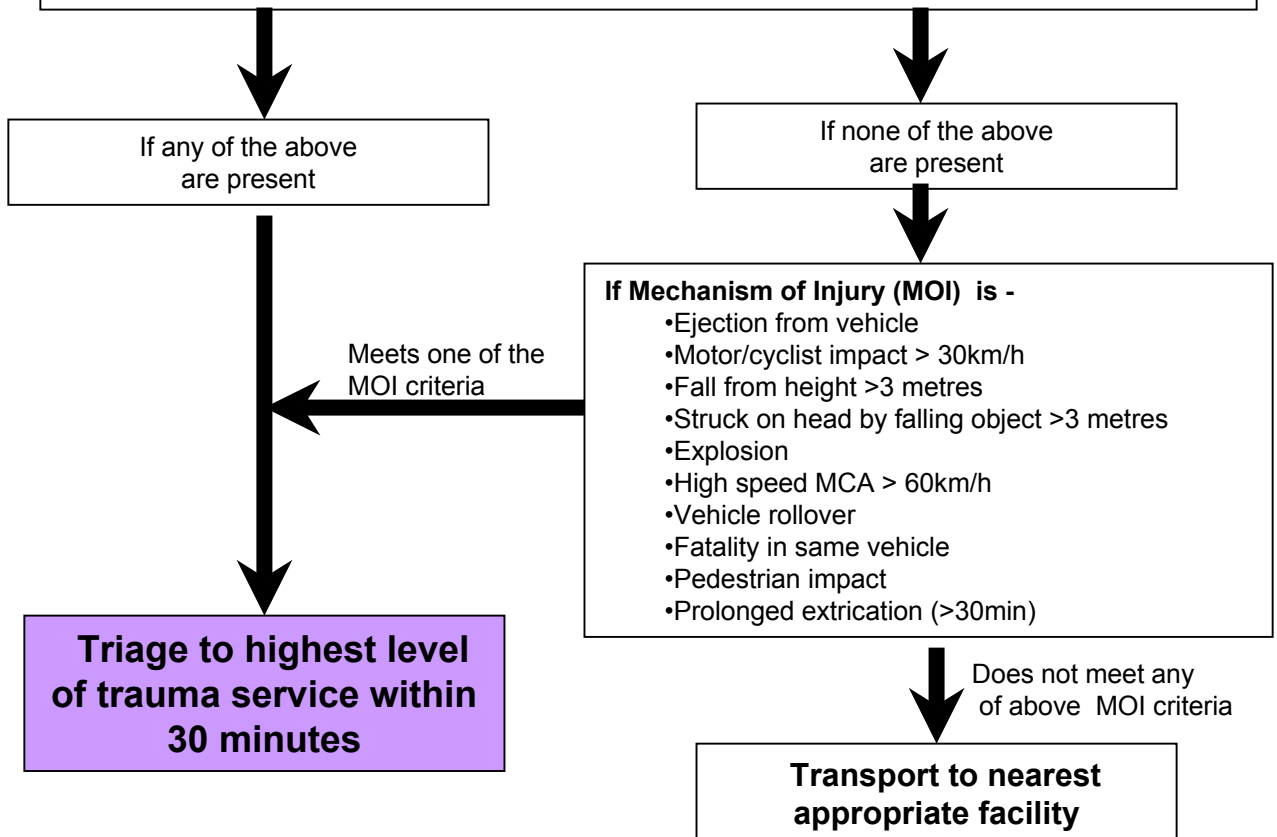 If any of the above
are present
If none of the above
are present
If Mechanism of Injury (MOI) is -
•Ejection from vehicle
•Motor/cyclist impact > 30km/h
•Fall from height >3 metres
•Struck on head by falling object >3 metres
•Explosion
•High speed MCA > 60km/h
•Vehicle rollover
•Fatality in same vehicle
•Pedestrian impact
•Prolonged extrication (>30min)
Meets one of the
MOI criteria
Triage to highest level
of trauma service within
30 minutes
Does not meet any
of above MOI criteria
Transport to nearest
appropriate facility